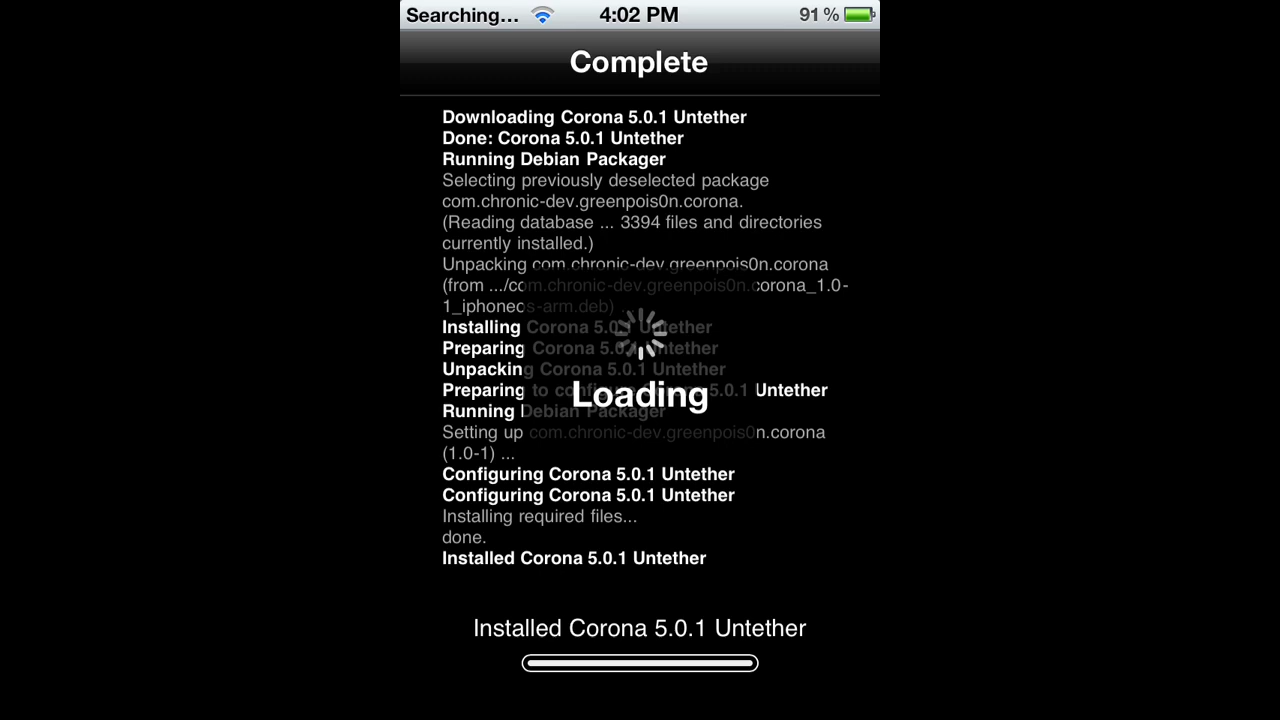 Searching... 4:02 PM 91 %
Complete
Downloading Corona 5.0.1 Untether
Done: Corona 5.0.1 Untether
Running Debian Packager
Selecting previously deselected package
com.chronic-dev.greenpois0n.corona.
(Reading database ... 3394 files and directories
currently installed.)
Unpacking com.chronic-dev.greenpois0n.corona
(from .../com.chronic-dev.greenpois0n.corona_1.0-
1_iphoneos-arm.deb) ...
Installing Corona 5.0.1 Untether
Preparing Corona 5.0.1 Untether
Unpacking Corona 5.0.1 Untether
Preparing to configure Corona 5.0.1 Untether
Loading
Running Debian Packager
Setting up com.chronic-dev.greenpois0n.corona
(1.0-1) ...
Configuring Corona 5.0.1 Untether
Configuring Corona 5.0.1 Untether
Installing required files...
done.
Installed Corona 5.0.1 Untether
Installed Corona 5.0.1 Untether